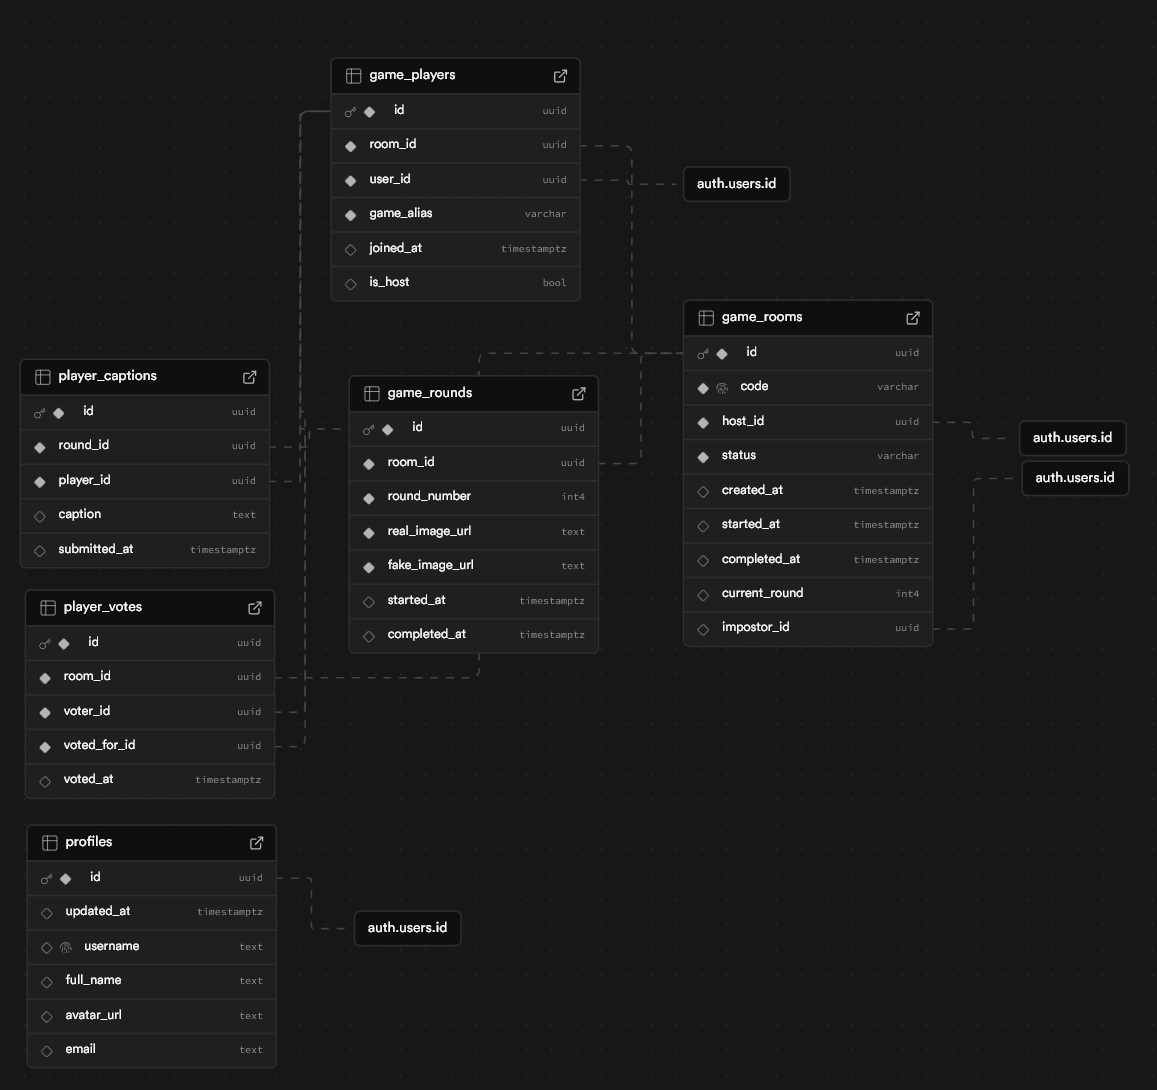 game_players
id uuid
room_id uuid
user_id uuid
game_alias varchar
joined_at timestamptz
is_host bool
auth.users.id
game_rooms
id uuid
code varchar
host_id uuid
status varchar
created_at timestamptz
started_at timestamptz
completed_at timestamptz
current_round int4
impostor_id uuid
auth.users.id
auth.users.id
player_captions
id uuid
round_id uuid
player_id uuid
caption text
submitted_at timestamptz
game_rounds
id uuid
room_id uuid
round_number int4
real_image_url text
fake_image_url text
started_at timestamptz
completed_at timestamptz
player_votes
id uuid
room_id uuid
voter_id uuid
voted_for_id uuid
voted_at timestamptz
profiles
id uuid
updated_at timestamptz
username text
full_name text
avatar_url text
email text
auth.users.id